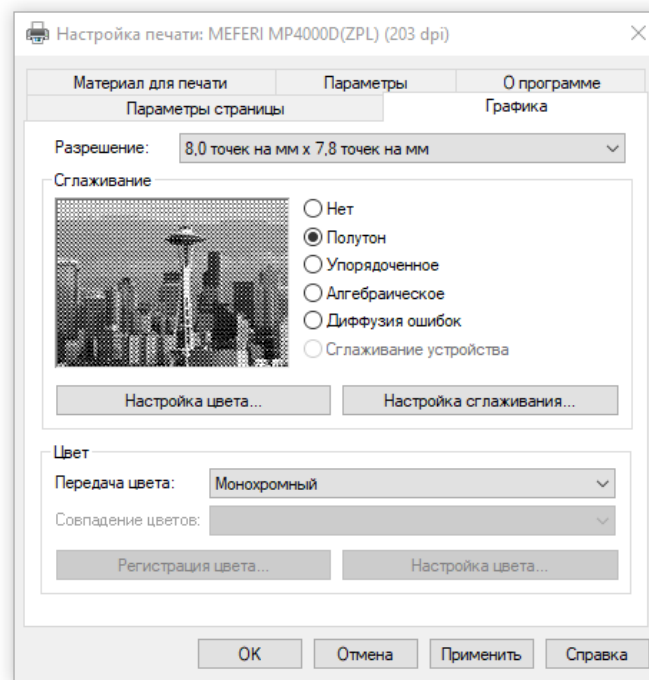 Настройка печати: MEFERI MP4000D(ZPL) (203 dpi)
Материал для печати Параметры О программе
Параметры страницы Графика
Разрешение: 8,0 точек на мм x 7,8 точек на мм
Сглаживание
Нет
Полутон
Упорядоченное
Алгебраическое
Диффузия ошибок
Сглаживание устройства
Настройка цвета... Настройка сглаживания...
Цвет
Передача цвета: Монохромный
Совпадение цветов:
Регистрация цвета... Настройка цвета...
OK Отмена Применить Справка